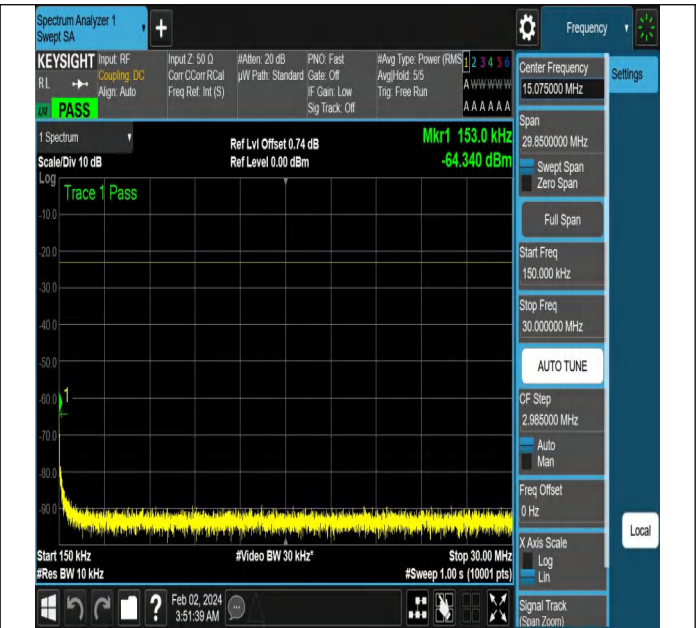 Spectrum Analyzer 1
Swept SA
+
Frequency
KEYSIGHT
RL
PASS
Input: RF
Coupling: DC
Align: Auto
Input Z: 50 Ω
Corr CCorr RCal
Freq Ref: Int (S)
#Atten: 20 dB
µW Path: Standard
PNO: Fast
Gate: Off
IF Gain: Low
Sig Track: Off
#Avg Type: Power (RMS
Avg|Hold: 5/5
Trig: Free Run
1 2 3 4 5 6
A W W W W W
A A A A A A
1 Spectrum
Scale/Div 10 dB
Ref Lvl Offset 0.74 dB
Ref Level 0.00 dBm
Mkr1 153.0 kHz
-64.340 dBm
Log
Trace 1 Pass
-10.0
-20.0
-30.0
-40.0
-50.0
-60.0
1
-70.0
-80.0
-90.0
Start 150 kHz
#Res BW 10 kHz
#Video BW 30 kHz*
Stop 30.00 MHz
#Sweep 1.00 s (10001 pts)
?
Feb 02, 2024
3:51:39 AM
Center Frequency
15.075000 MHz
Settings
Span
29.8500000 MHz
Swept Span
Zero Span
Full Span
Start Freq
150.000 kHz
Stop Freq
30.000000 MHz
AUTO TUNE
CF Step
2.985000 MHz
Auto
Man
Freq Offset
0 Hz
X Axis Scale
Log
Lin
Local
Signal Track
(Span Zoom)